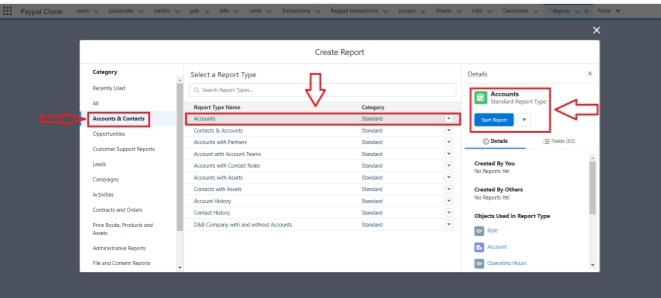 Paypal Clone users passbooks wallets pals bills cards Transactions flagged transactions surveys Smarts Jobs Candidates * Reports More
Create Report
Category
Recently Used
All
Accounts & Contacts
Opportunities
Customer Support Reports
Leads
Campaigns
Activities
Contracts and Orders
Price Books, Products and
Assets
Administrative Reports
File and Content Reports
Select a Report Type
Search Report Types...
Report Type Name Category
Accounts Standard
Contacts & Accounts Standard
Accounts with Partners Standard
Account with Account Teams Standard
Accounts with Contact Roles Standard
Accounts with Assets Standard
Contacts with Assets Standard
Account History Standard
Contact History Standard
D&B Company with and without Accounts Standard
Details
Accounts
Standard Report Type
Start Report
Details Fields (63)
Created By You
No Reports Yet
Created By Others
No Reports Yet
Objects Used in Report Type
Role
Account
Operating Hours